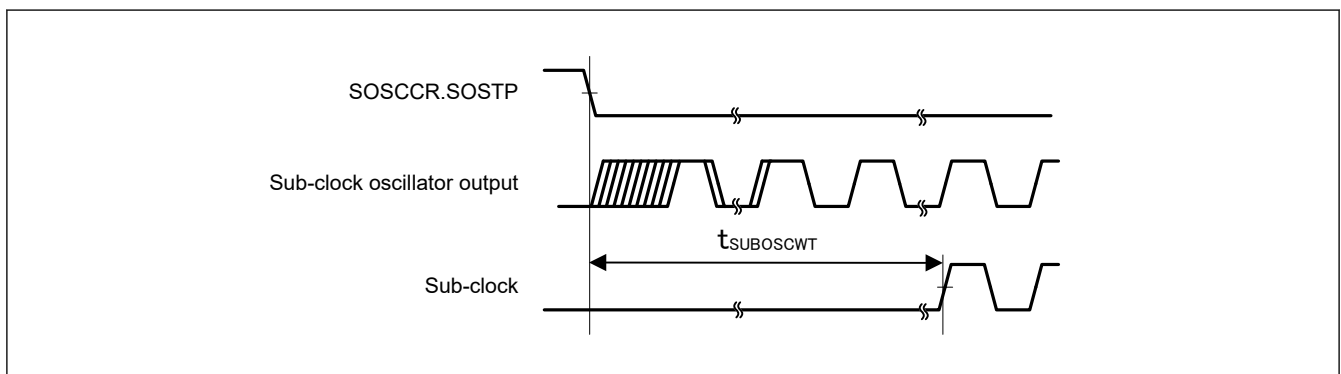 SOSCCR.SOSTP
Sub-clock oscillator output
tSUBOSCWT
Sub-clock